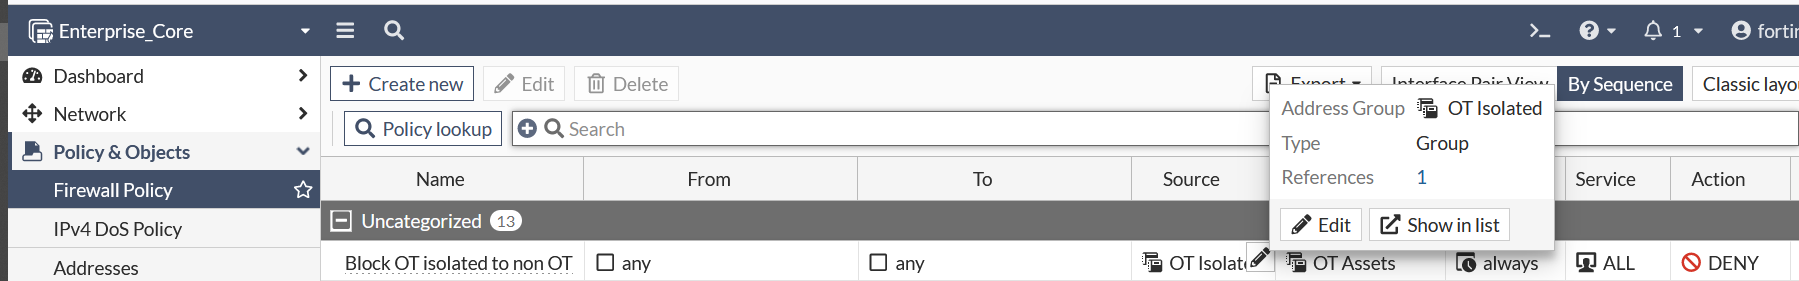 Enterprise_Core
1
Dashboard
Network
Policy & Objects
Firewall Policy
IPv4 DoS Policy
Addresses
Create new Edit Delete
Export Interface Pair View By Sequence Classic
Policy lookup Search
Address Group OT Isolated
Type Group
References 1
Edit Show in list
Name From To Source Service Action
Uncategorized 13
Block OT isolated to non OT any any OT OT Assets always ALL DENY